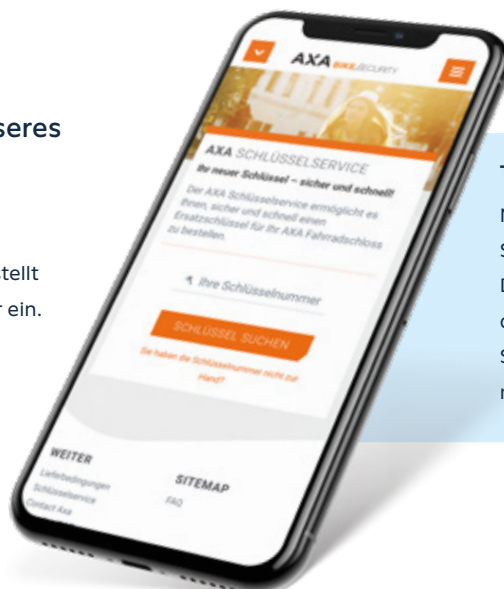 seres
tellt
r ein.
AXA BIKE SECURITY
AXA SCHLÜSSELSERVICE
Ihr neuer Schlüssel – sicher und schnell!
Der AXA Schlüsselservice ermöglicht es
Ihnen, sicher und schnell einen
Ersatzschlüssel für Ihr AXA Fahrradschloss
zu bestellen.
Ihre Schlüsselnummer
SCHLÜSSEL SUCHEN
Sie haben die Schlüsselnummer nicht zur
Hand?
WEITER
Lieferbedingungen
Schlüsselservice
Contact Axa
SITEMAP
FAQ